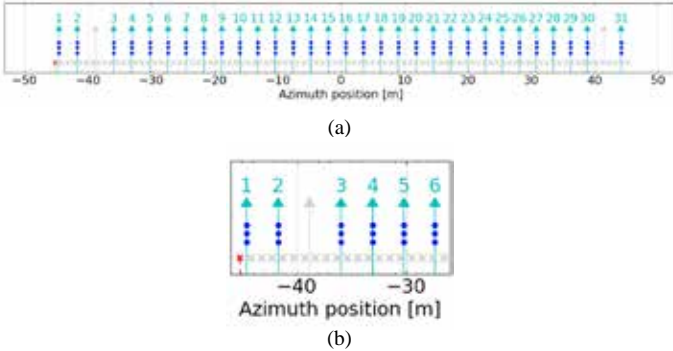 1 2 3 4 5 6 7 8 9 10 11 12 13 14 15 16 17 18 19 20 21 22 23 24 25 26 27 28 29 30 31
−50 −40 −30 −20 −10 0 10 20 30 40 50
Azimuth position [m]
(a)
1 2 3 4 5 6
−40 −30
Azimuth position [m]
(b)